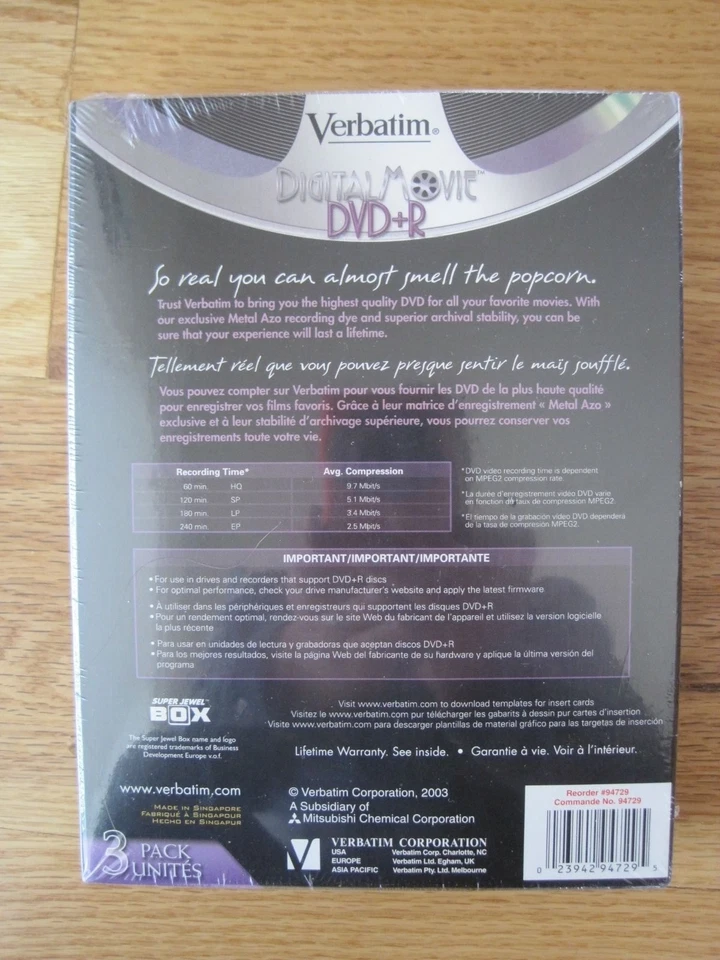 Verbatim®
DIGITAL MOVIE™
DVD+R
So real you can almost smell the popcorn.
Trust Verbatim to bring you the highest quality DVD for all your favorite movies. With
our exclusive Metal Azo recording dye and superior archival stability, you can be
sure that your experience will last a lifetime.
Tellement réel que vous pouvez presque sentir le maïs soufflé.
Vous pouvez compter sur Verbatim pour vous fournir les DVD de la plus haute qualité
pour enregistrer vos films favoris. Grâce à leur matrice d'enregistrement « Metal Azo »
exclusive et à leur stabilité d'archivage supérieure, vous pourrez conserver vos
enregistrements toute votre vie.
Recording Time* Avg. Compression
60 min. HQ 9.7 Mbit/s
120 min. SP 5.1 Mbit/s
180 min. LP 3.4 Mbit/s
240 min. EP 2.5 Mbit/s
*DVD video recording time is dependent
on MPEG2 compression rate.
*La durée d'enregistrement vidéo DVD varie
en fonction du taux de compression MPEG2.
*El tiempo de la grabación vídeo DVD dependerá
de la tasa de compresión MPEG2.
IMPORTANT/IMPORTANT/IMPORTANTE
• For use in drives and recorders that support DVD+R discs
• For optimal performance, check your drive manufacturer's website and apply the latest firmware
• À utiliser dans les périphériques et enregistreurs qui supportent les disques DVD+R
• Pour un rendement optimal, rendez-vous sur le site Web du fabricant de l'appareil et utilisez la version logicielle
la plus récente
• Para usar en unidades de lectura y grabadoras que aceptan discos DVD+R
• Para los mejores resultados, visite la página Web del fabricante de su hardware y aplique la última versión del
programa
SUPER JEWEL™
BOX
The Super Jewel Box name and logo
are registered trademarks of Business
Development Europe v.o.f.
Visit www.verbatim.com to download templates for insert cards
Visitez le www.verbatim.com pur télécharger les gabarits à dessin pur cartes d'insertion
Visite www.verbatim.com para descargar plantillas de material gráfico para las targetas de inserción
Lifetime Warranty. See inside. • Garantie à vie. Voir à l'intérieur.
www.verbatim.com
MADE IN SINGAPORE
FABRIQUÉ À SINGAPOUR
HECHO EN SINGAPUR
© Verbatim Corporation, 2003
A Subsidiary of
Mitsubishi Chemical Corporation
Reorder #94729
Commande No. 94729
0 23942 94729 5
3 PACK
UNITÉS
VERBATIM CORPORATION
USA Verbatim Corp. Charlotte, NC
EUROPE Verbatim Ltd. Egham, UK
ASIA PACIFIC Verbatim Pty. Ltd. Melbourne